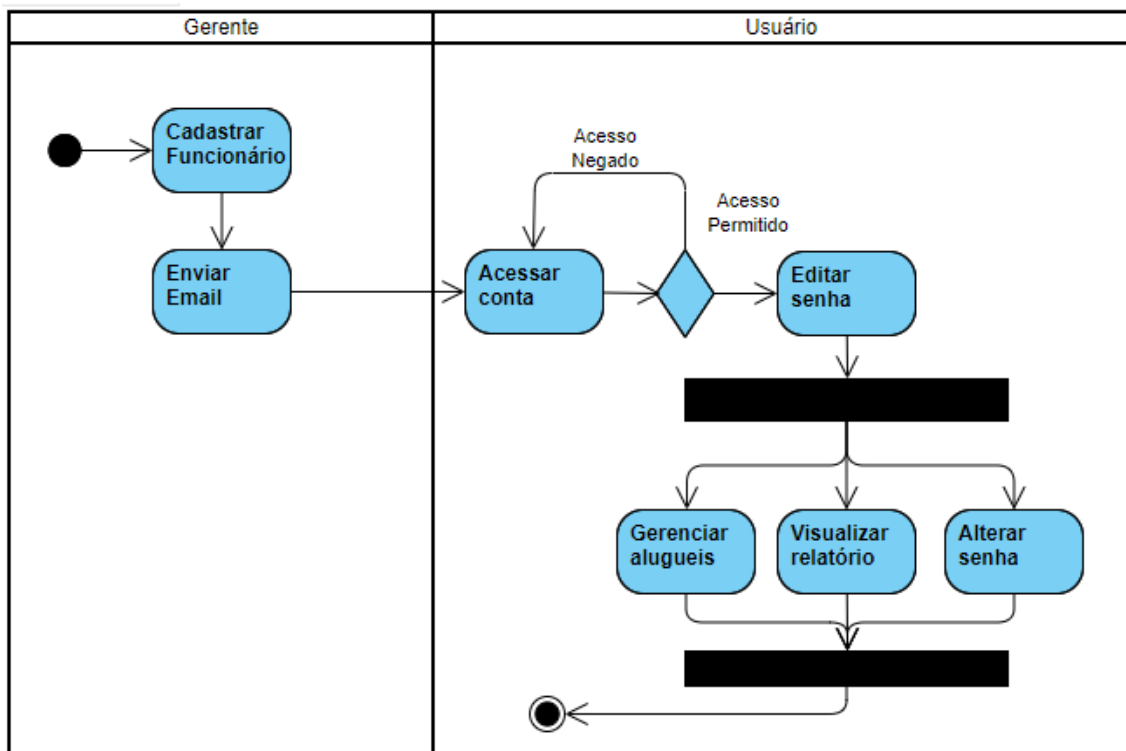 Gerente
Usuário
Cadastrar
Funcionário
Enviar
Email
Acessar
conta
Acesso
Negado
Acesso
Permitido
Editar
senha
Gerenciar
alugueis
Visualizar
relatório
Alterar
senha